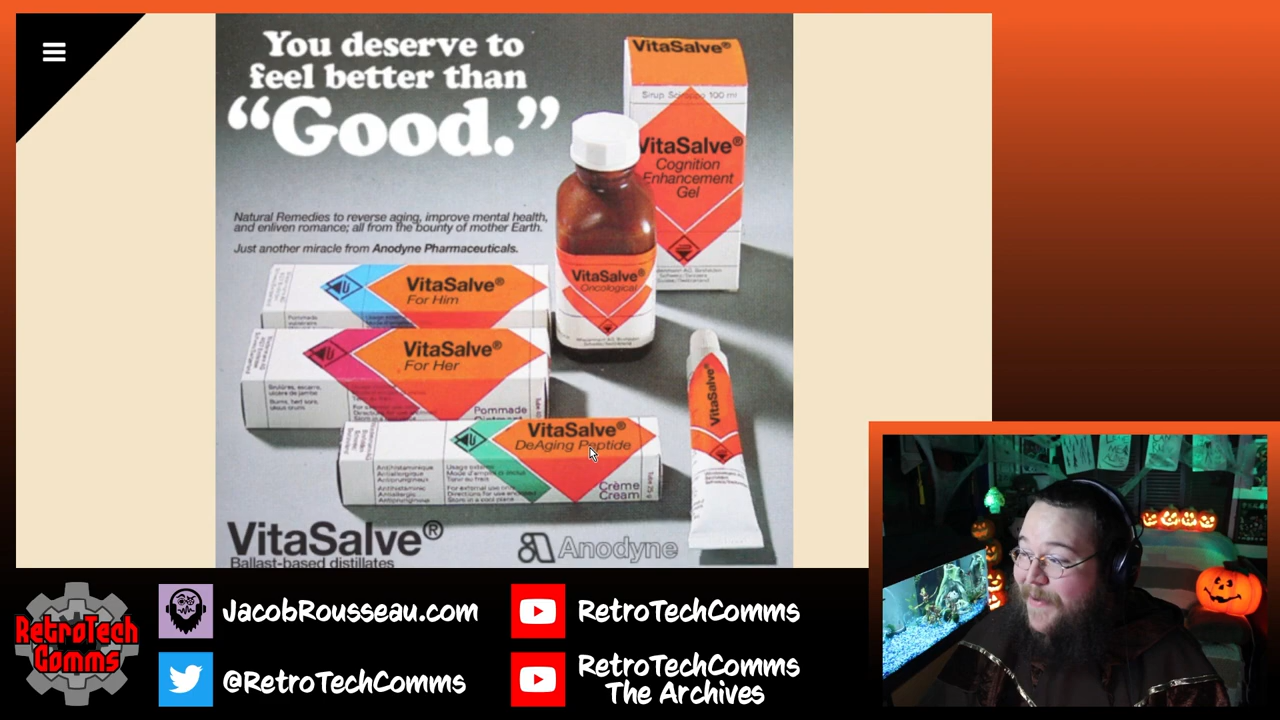 You deserve to
feel better than
“Good.”
Natural Remedies to reverse aging, improve mental health,
and enliven romance; all from the bounty of mother Earth.
Just another miracle from Anodyne Pharmaceuticals.
VitaSalve®
100 ml
VitaSalve®
Cognition
Enhancement
Gel
VitaSalve®
Oncological
VitaSalve®
For Him
VitaSalve®
For Her
Pommade
VitaSalve®
DeAging Peptide
Crème
Cream
VitaSalve®
VitaSalve®
Ballast-based distillates
Anodyne
RetroTech
Comms
JacobRousseau.com
@RetroTechComms
RetroTechComms
RetroTechComms
The Archives